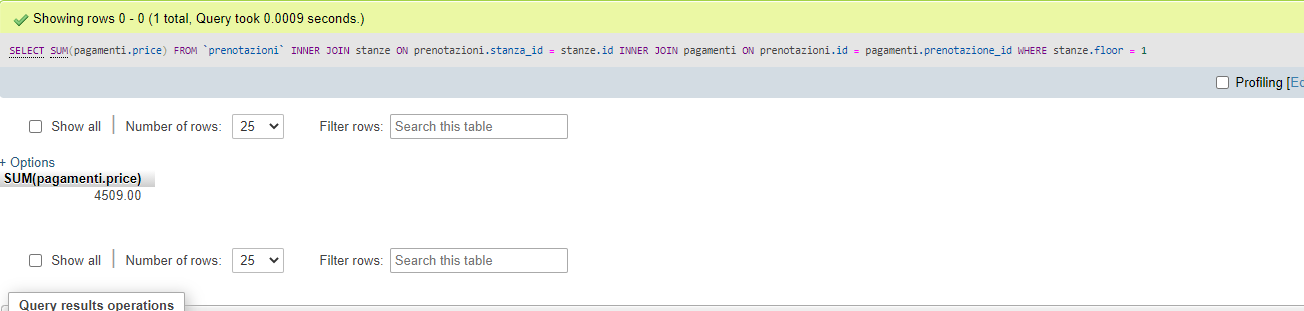 Showing rows 0 - 0 (1 total, Query took 0.0009 seconds.)
SELECT SUM(pagamenti.price) FROM `prenotazioni` INNER JOIN stanze ON prenotazioni.stanza_id = stanze.id INNER JOIN pagamenti ON prenotazioni.id = pagamenti.prenotazione_id WHERE stanze.floor = 1
Profiling [Ec
Show all | Number of rows: 25 Filter rows: Search this table
+ Options
SUM(pagamenti.price)
4509.00
Show all | Number of rows: 25 Filter rows: Search this table
Query results operations